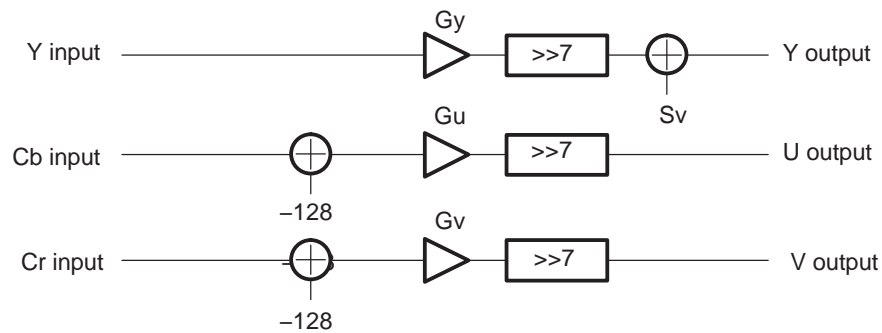 Gy
Y input >>7 Y output
Sv
Gu
Cb input >>7 U output
–128
Gv
Cr input >>7 V output
–128